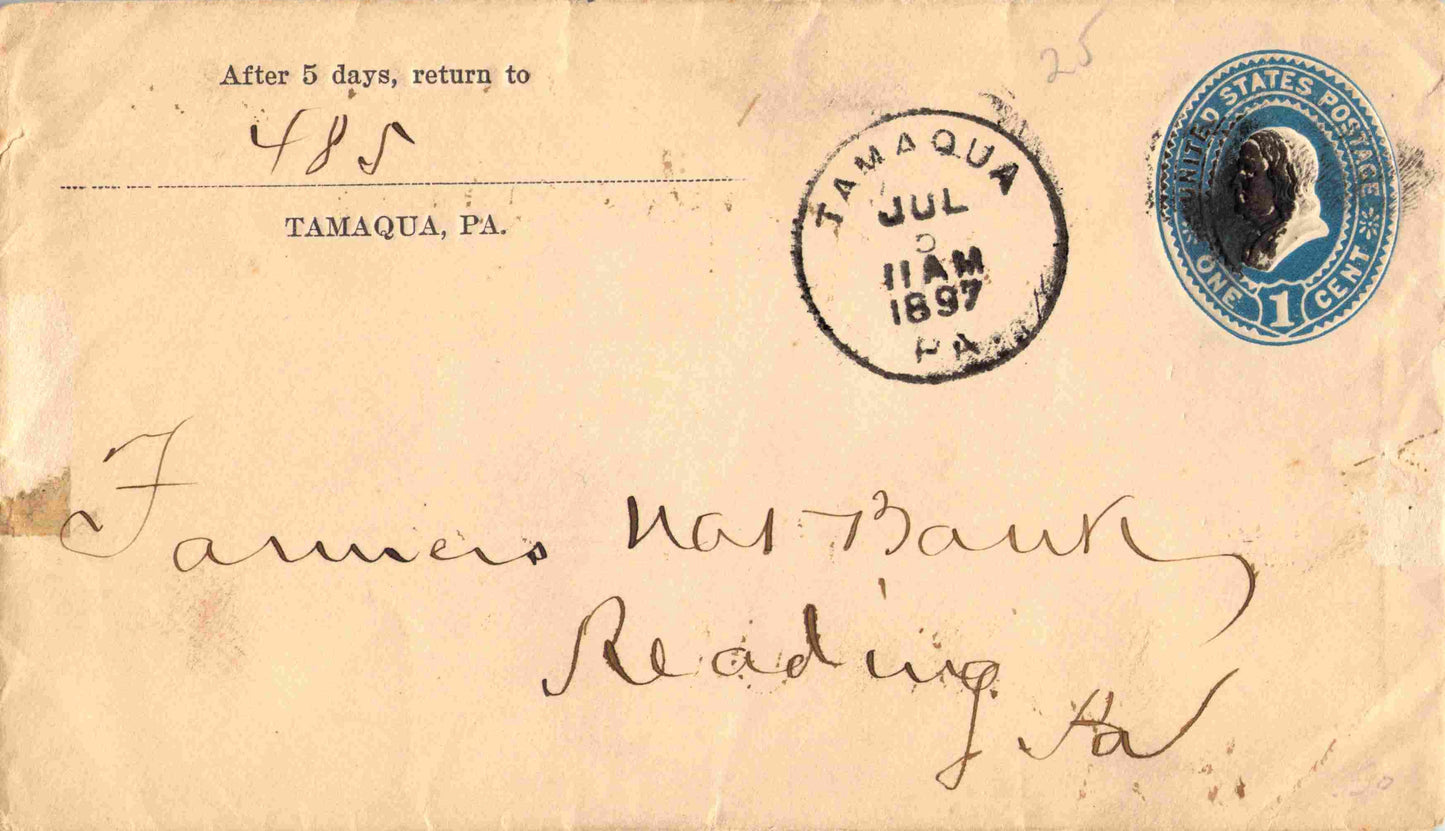 After 5 days, return to
485
TAMAQUA, PA.
25
TAMAQUA
JUL
11 AM
1897
PA.
UNITED STATES POSTAGE
ONE 1 CENT
Farmers Nat Bank
Reading
Pa